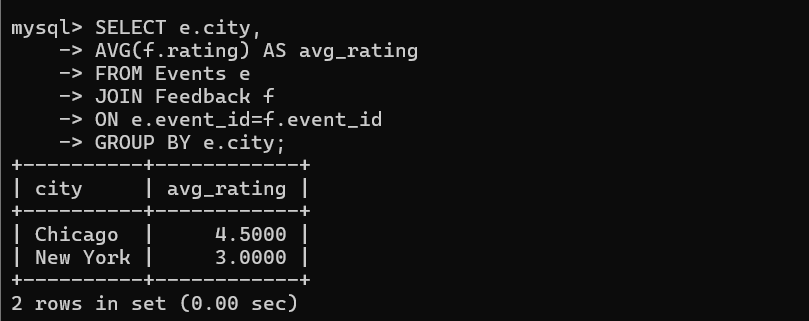 mysql> SELECT e.city,
    -> AVG(f.rating) AS avg_rating
    -> FROM Events e
    -> JOIN Feedback f
    -> ON e.event_id=f.event_id
    -> GROUP BY e.city;
+----------+------------+
| city     | avg_rating |
+----------+------------+
| Chicago  |     4.5000 |
| New York |     3.0000 |
+----------+------------+
2 rows in set (0.00 sec)